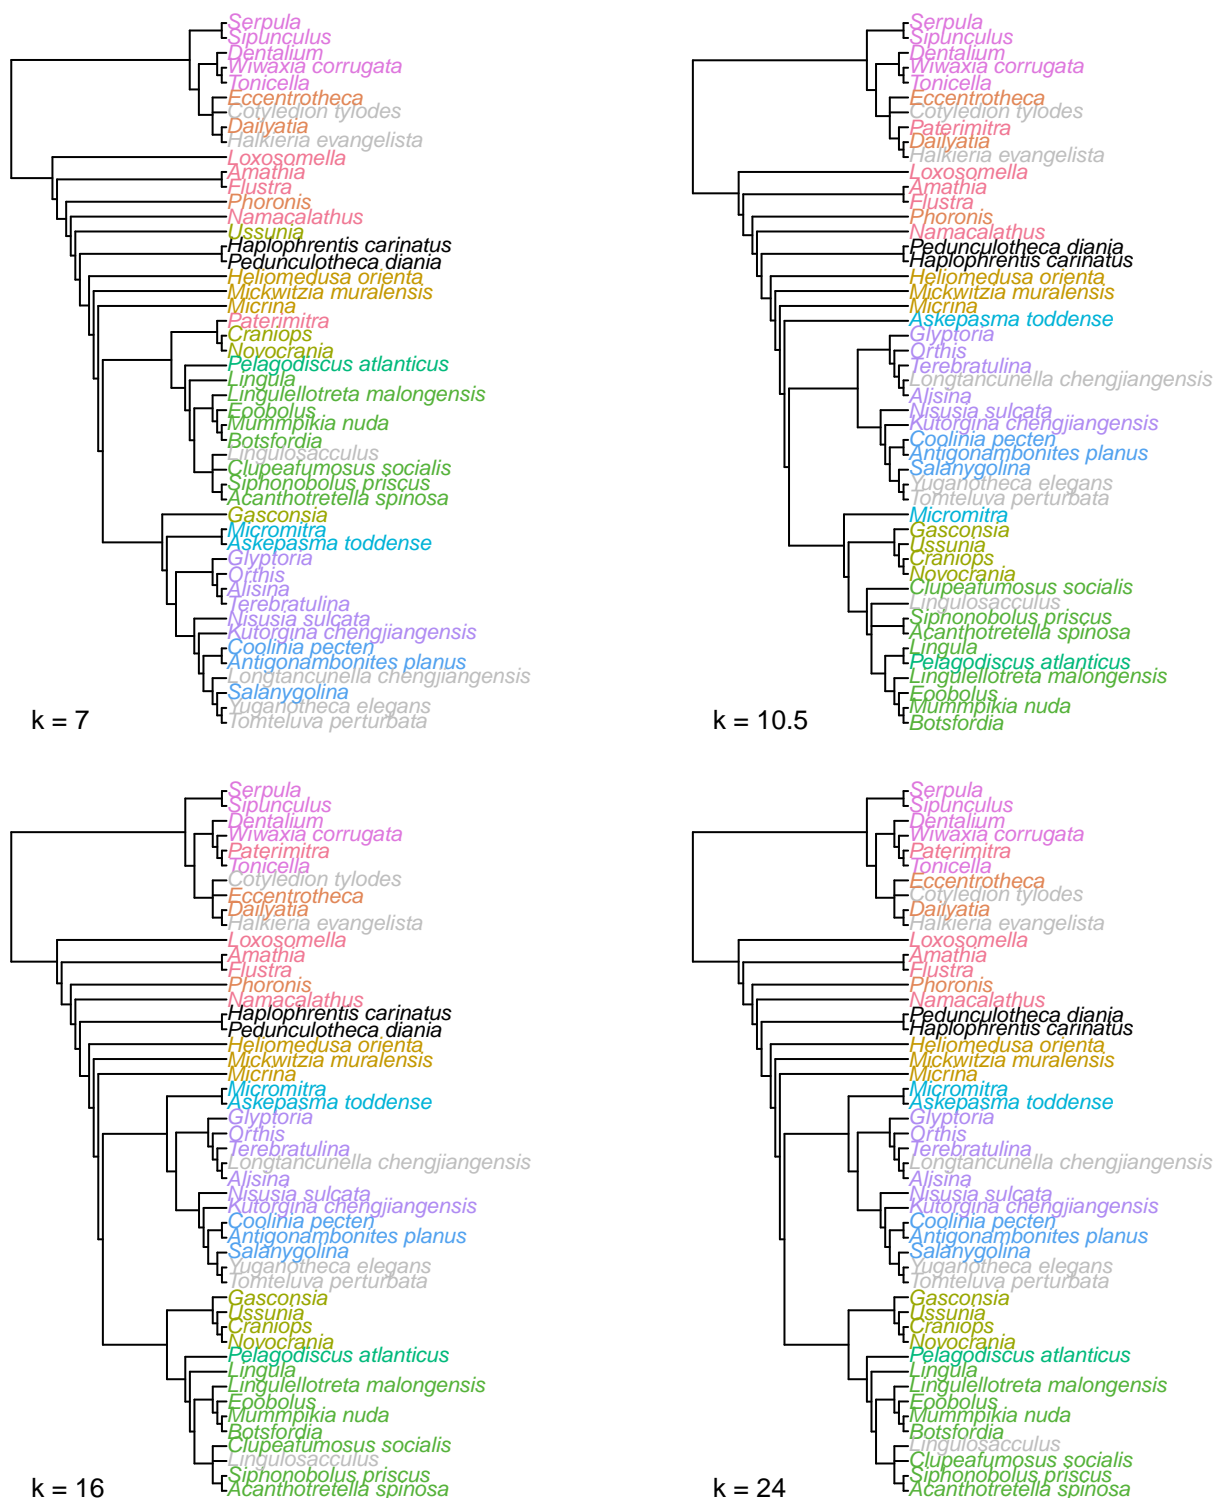 Serpula
Sipunculus
Dentalium
Wiwaxia corrugata
Tonicella
Eccentrotheca
Cotyledion tylodes
Dailyatia
Halkieria evangelista
Loxosomella
Amathia
Flustra
Phoronis
Namacalathus
Ussunia
Haplophrentis carinatus
Pedunculotheca diania
Heliomedusa orienta
Mickwitzia muralensis
Micrina
Paterimitra
Craniops
Novocrania
Pelagodiscus atlanticus
Lingula
Lingulellotreta malongensis
Eoobolus
Mummpikia nuda
Botsfordia
Lingulosacculus
Clupeafumosus socialis
Siphonobolus priscus
Acanthotretella spinosa
Gasconsia
Micromitra
Askepasma toddense
Glyptoria
Orthis
Alisina
Terebratulina
Nisusia sulcata
Kutorgina chengjiangensis
Coolinia pecten
Antigonambonites planus
Longtancunella chengjiangensis
Salanygolina
Yuganotheca elegans
Tomteluva perturbata
k = 7
Serpula
Sipunculus
Dentalium
Wiwaxia corrugata
Tonicella
Eccentrotheca
Cotyledion tylodes
Paterimitra
Dailyatia
Halkieria evangelista
Loxosomella
Amathia
Flustra
Phoronis
Namacalathus
Pedunculotheca diania
Haplophrentis carinatus
Heliomedusa orienta
Mickwitzia muralensis
Micrina
Askepasma toddense
Glyptoria
Orthis
Terebratulina
Longtancunella chengjiangensis
Alisina
Nisusia sulcata
Kutorgina chengjiangensis
Coolinia pecten
Antigonambonites planus
Salanygolina
Yuganotheca elegans
Tomteluva perturbata
Micromitra
Gasconsia
Ussunia
Craniops
Novocrania
Clupeafumosus socialis
Lingulosacculus
Siphonobolus priscus
Acanthotretella spinosa
Lingula
Pelagodiscus atlanticus
Lingulellotreta malongensis
Eoobolus
Mummpikia nuda
Botsfordia
k = 10.5
Serpula
Sipunculus
Dentalium
Wiwaxia corrugata
Paterimitra
Tonicella
Cotyledion tylodes
Eccentrotheca
Dailyatia
Halkieria evangelista
Loxosomella
Amathia
Flustra
Phoronis
Namacalathus
Haplophrentis carinatus
Pedunculotheca diania
Heliomedusa orienta
Mickwitzia muralensis
Micrina
Micromitra
Askepasma toddense
Glyptoria
Orthis
Terebratulina
Longtancunella chengjiangensis
Alisina
Nisusia sulcata
Kutorgina chengjiangensis
Coolinia pecten
Antigonambonites planus
Salanygolina
Yuganotheca elegans
Tomteluva perturbata
Gasconsia
Ussunia
Craniops
Novocrania
Pelagodiscus atlanticus
Lingula
Lingulellotreta malongensis
Eoobolus
Mummpikia nuda
Botsfordia
Clupeafumosus socialis
Lingulosacculus
Siphonobolus priscus
Acanthotretella spinosa
k = 16
Serpula
Sipunculus
Dentalium
Wiwaxia corrugata
Paterimitra
Tonicella
Eccentrotheca
Cotyledion tylodes
Dailyatia
Halkieria evangelista
Loxosomella
Amathia
Flustra
Phoronis
Namacalathus
Pedunculotheca diania
Haplophrentis carinatus
Heliomedusa orienta
Mickwitzia muralensis
Micrina
Micromitra
Askepasma toddense
Glyptoria
Orthis
Terebratulina
Longtancunella chengjiangensis
Alisina
Nisusia sulcata
Kutorgina chengjiangensis
Coolinia pecten
Antigonambonites planus
Salanygolina
Yuganotheca elegans
Tomteluva perturbata
Gasconsia
Ussunia
Craniops
Novocrania
Pelagodiscus atlanticus
Lingula
Lingulellotreta malongensis
Eoobolus
Mummpikia nuda
Botsfordia
Lingulosacculus
Clupeafumosus socialis
Siphonobolus priscus
Acanthotretella spinosa
k = 24